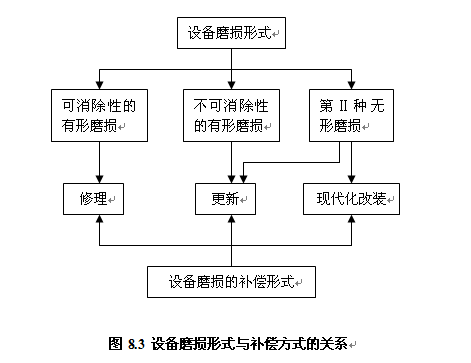 设备磨损形式
可消除性的
有形磨损
不可消除性
的有形磨损
第 II 种无
形磨损
修理
更新
现代化改装
设备磨损的补偿形式
图 8.3 设备磨损形式与补偿方式的关系